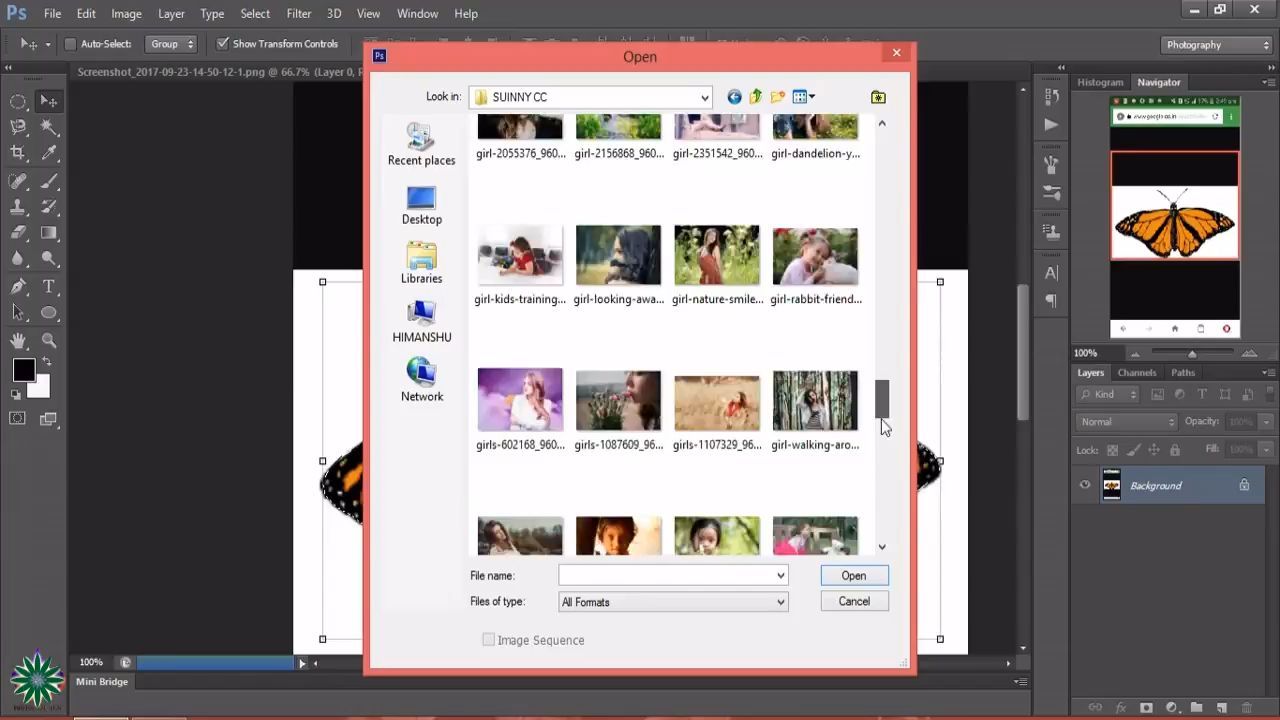 Ps File Edit Image Layer Type Select Filter 3D View Window Help
Auto-Select: Group Show Transform Controls
Photography
Screenshot_2017-09-23-14-50-12-1.png @ 66.7% (Layer 0,
Open
Look in: SUINNY CC
Recent places
Desktop
Libraries
HIMANSHU
Network
girl-2055376_960... girl-2156868_960... girl-2351542_960... girl-dandelion-y...
girl-kids-training... girl-looking-awa... girl-nature-smile... girl-rabbit-friend...
girls-602168_960... girls-1087609_96... girls-1107329_96... girl-walking-aro...
File name:
Open
Files of type: All Formats
Cancel
Image Sequence
Histogram Navigator
100%
Layers Channels Paths
Kind
Normal Opacity: 100%
Lock: Fill: 100%
Background
100%
Mini Bridge